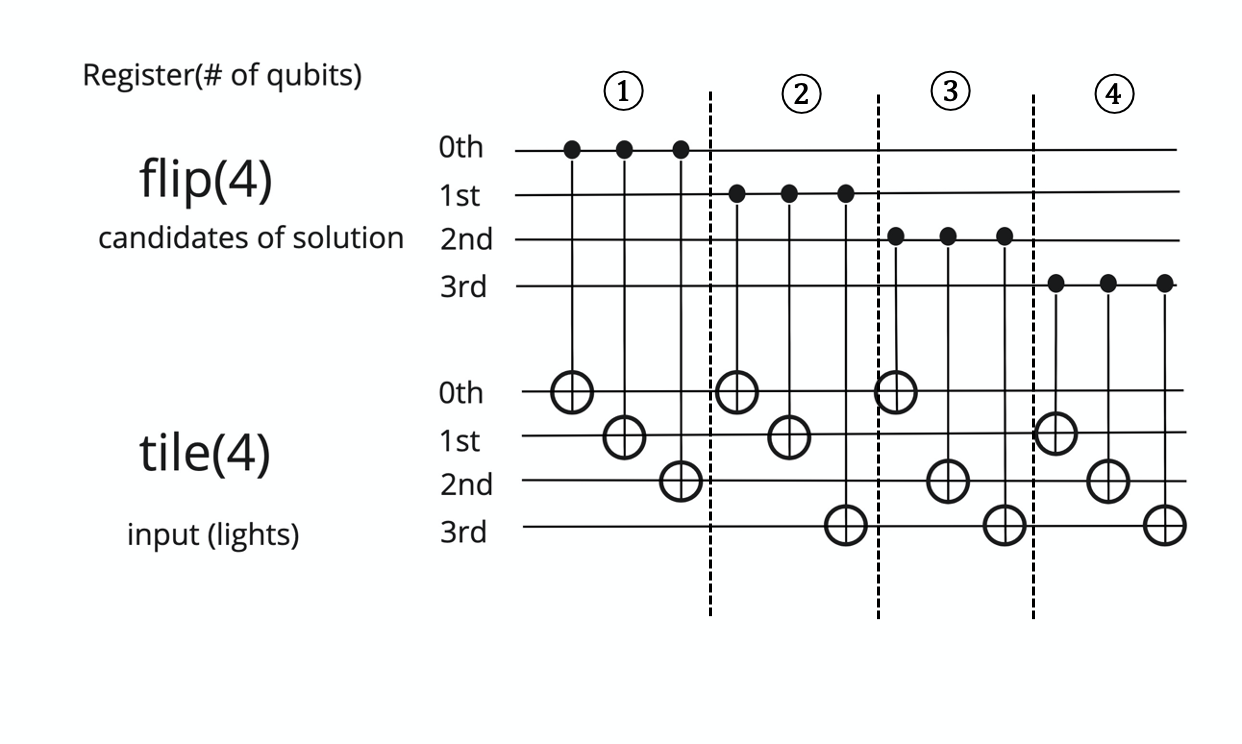 Register(# of qubits)
① ② ③ ④
flip(4)
candidates of solution
0th
1st
2nd
3rd
tile(4)
input (lights)
0th
1st
2nd
3rd